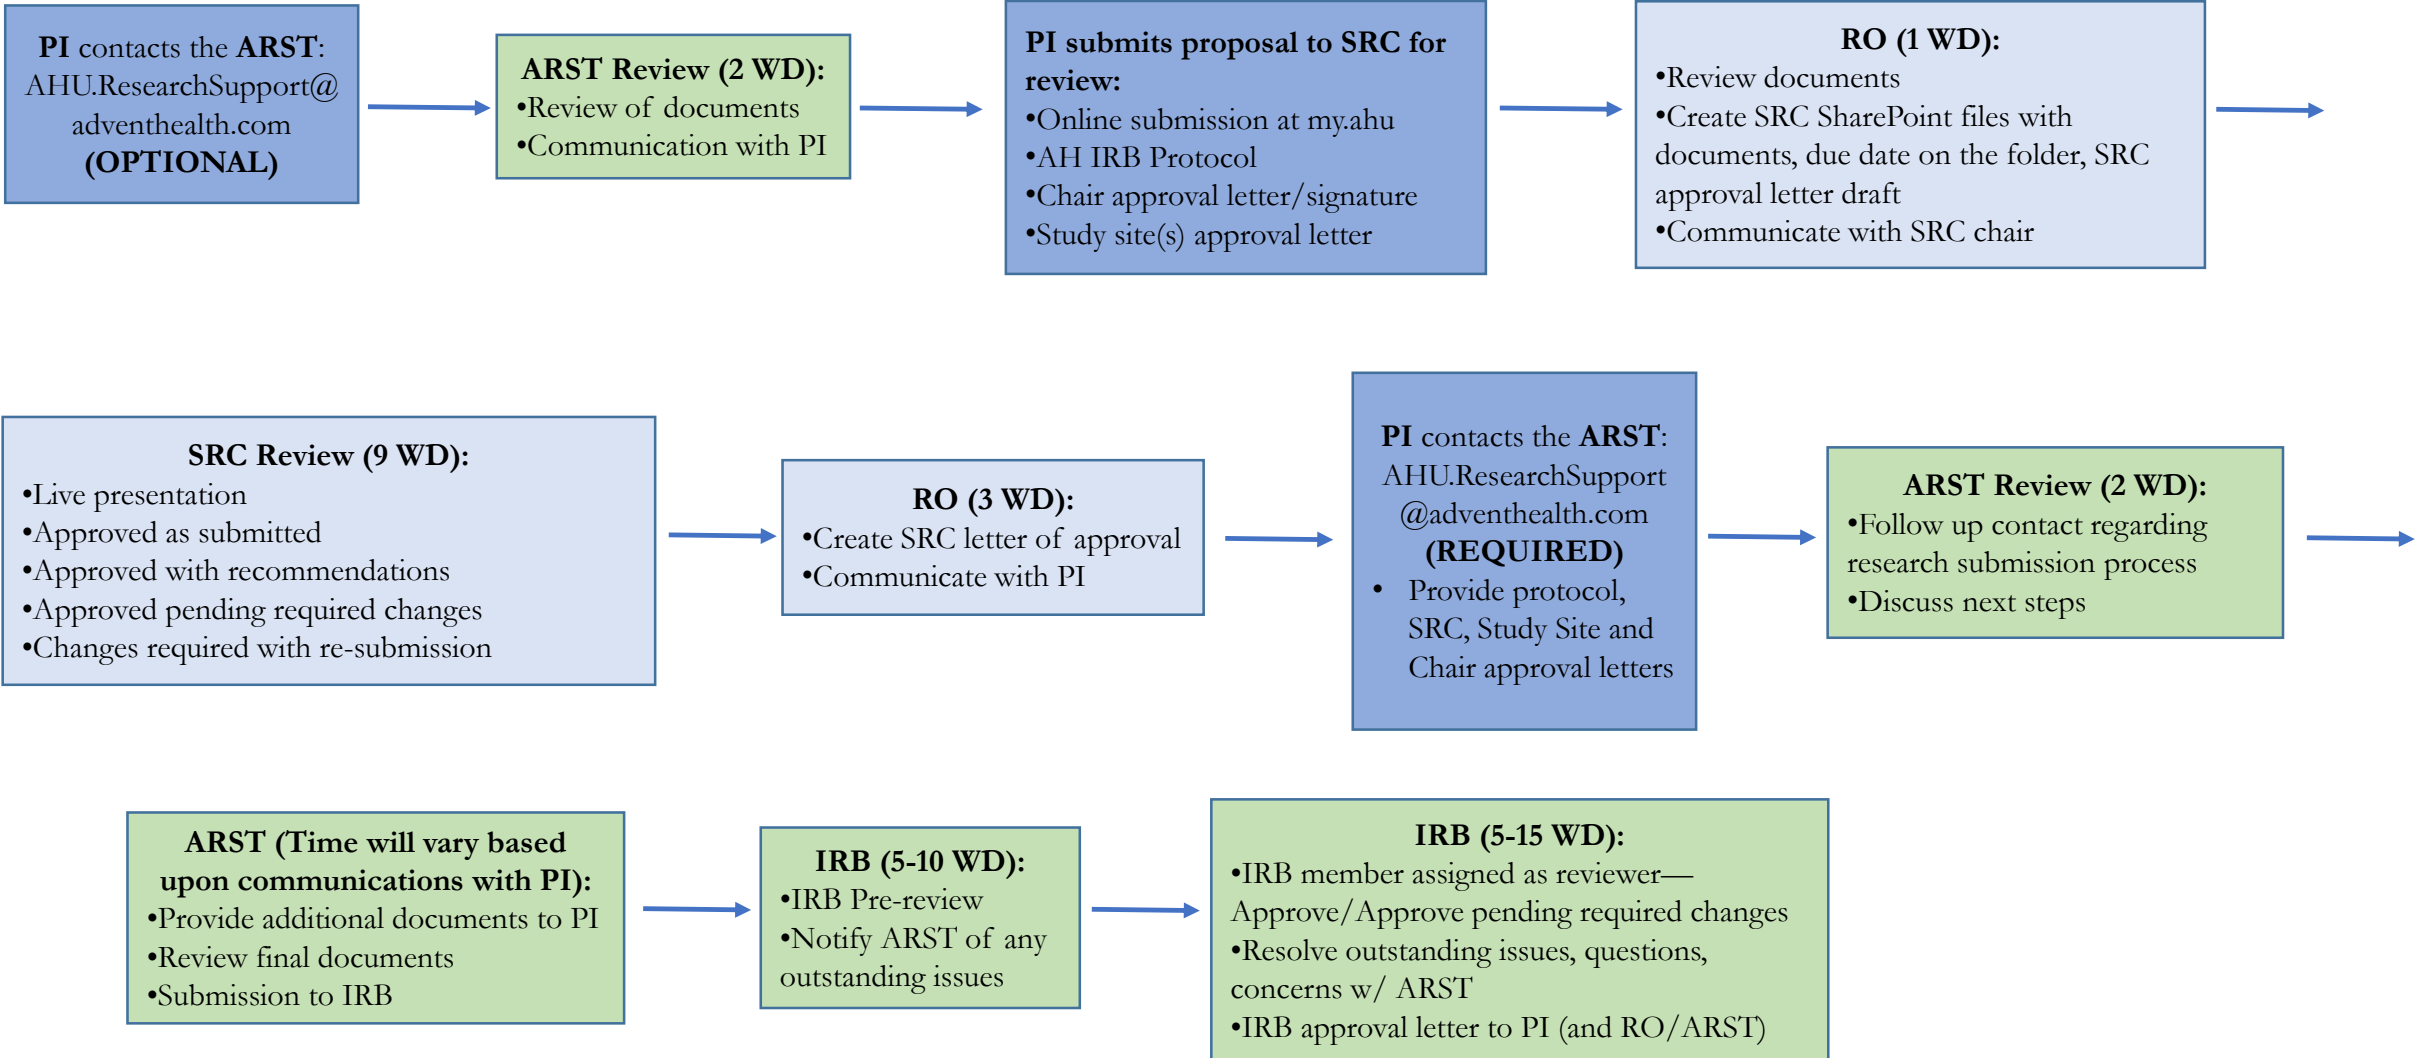 PI contacts the ARST:
AHU.ResearchSupport@
adventhealth.com
(OPTIONAL)
ARST Review (2 WD):
•Review of documents
•Communication with PI
PI submits proposal to SRC for
review:
•Online submission at my.ahu
•AH IRB Protocol
•Chair approval letter/signature
•Study site(s) approval letter
RO (1 WD):
•Review documents
•Create SRC SharePoint files with
documents, due date on the folder, SRC
approval letter draft
•Communicate with SRC chair
SRC Review (9 WD):
•Live presentation
•Approved as submitted
•Approved with recommendations
•Approved pending required changes
•Changes required with re-submission
RO (3 WD):
•Create SRC letter of approval
•Communicate with PI
PI contacts the ARST:
AHU.ResearchSupport
@adventhealth.com
(REQUIRED)
• Provide protocol,
SRC, Study Site and
Chair approval letters
ARST Review (2 WD):
•Follow up contact regarding
research submission process
•Discuss next steps
ARST (Time will vary based
upon communications with PI):
•Provide additional documents to PI
•Review final documents
•Submission to IRB
IRB (5-10 WD):
•IRB Pre-review
•Notify ARST of any
outstanding issues
IRB (5-15 WD):
•IRB member assigned as reviewer—
Approve/Approve pending required changes
•Resolve outstanding issues, questions,
concerns w/ ARST
•IRB approval letter to PI (and RO/ARST)